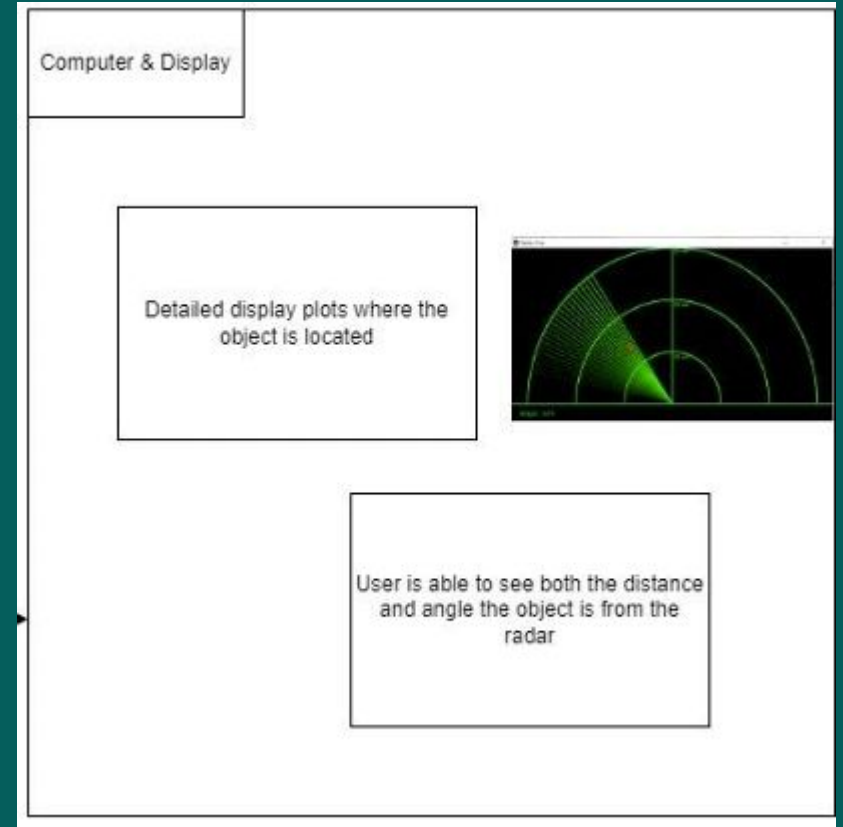 Computer & Display
Detailed display plots where the
object is located
User is able to see both the distance
and angle the object is from the
radar